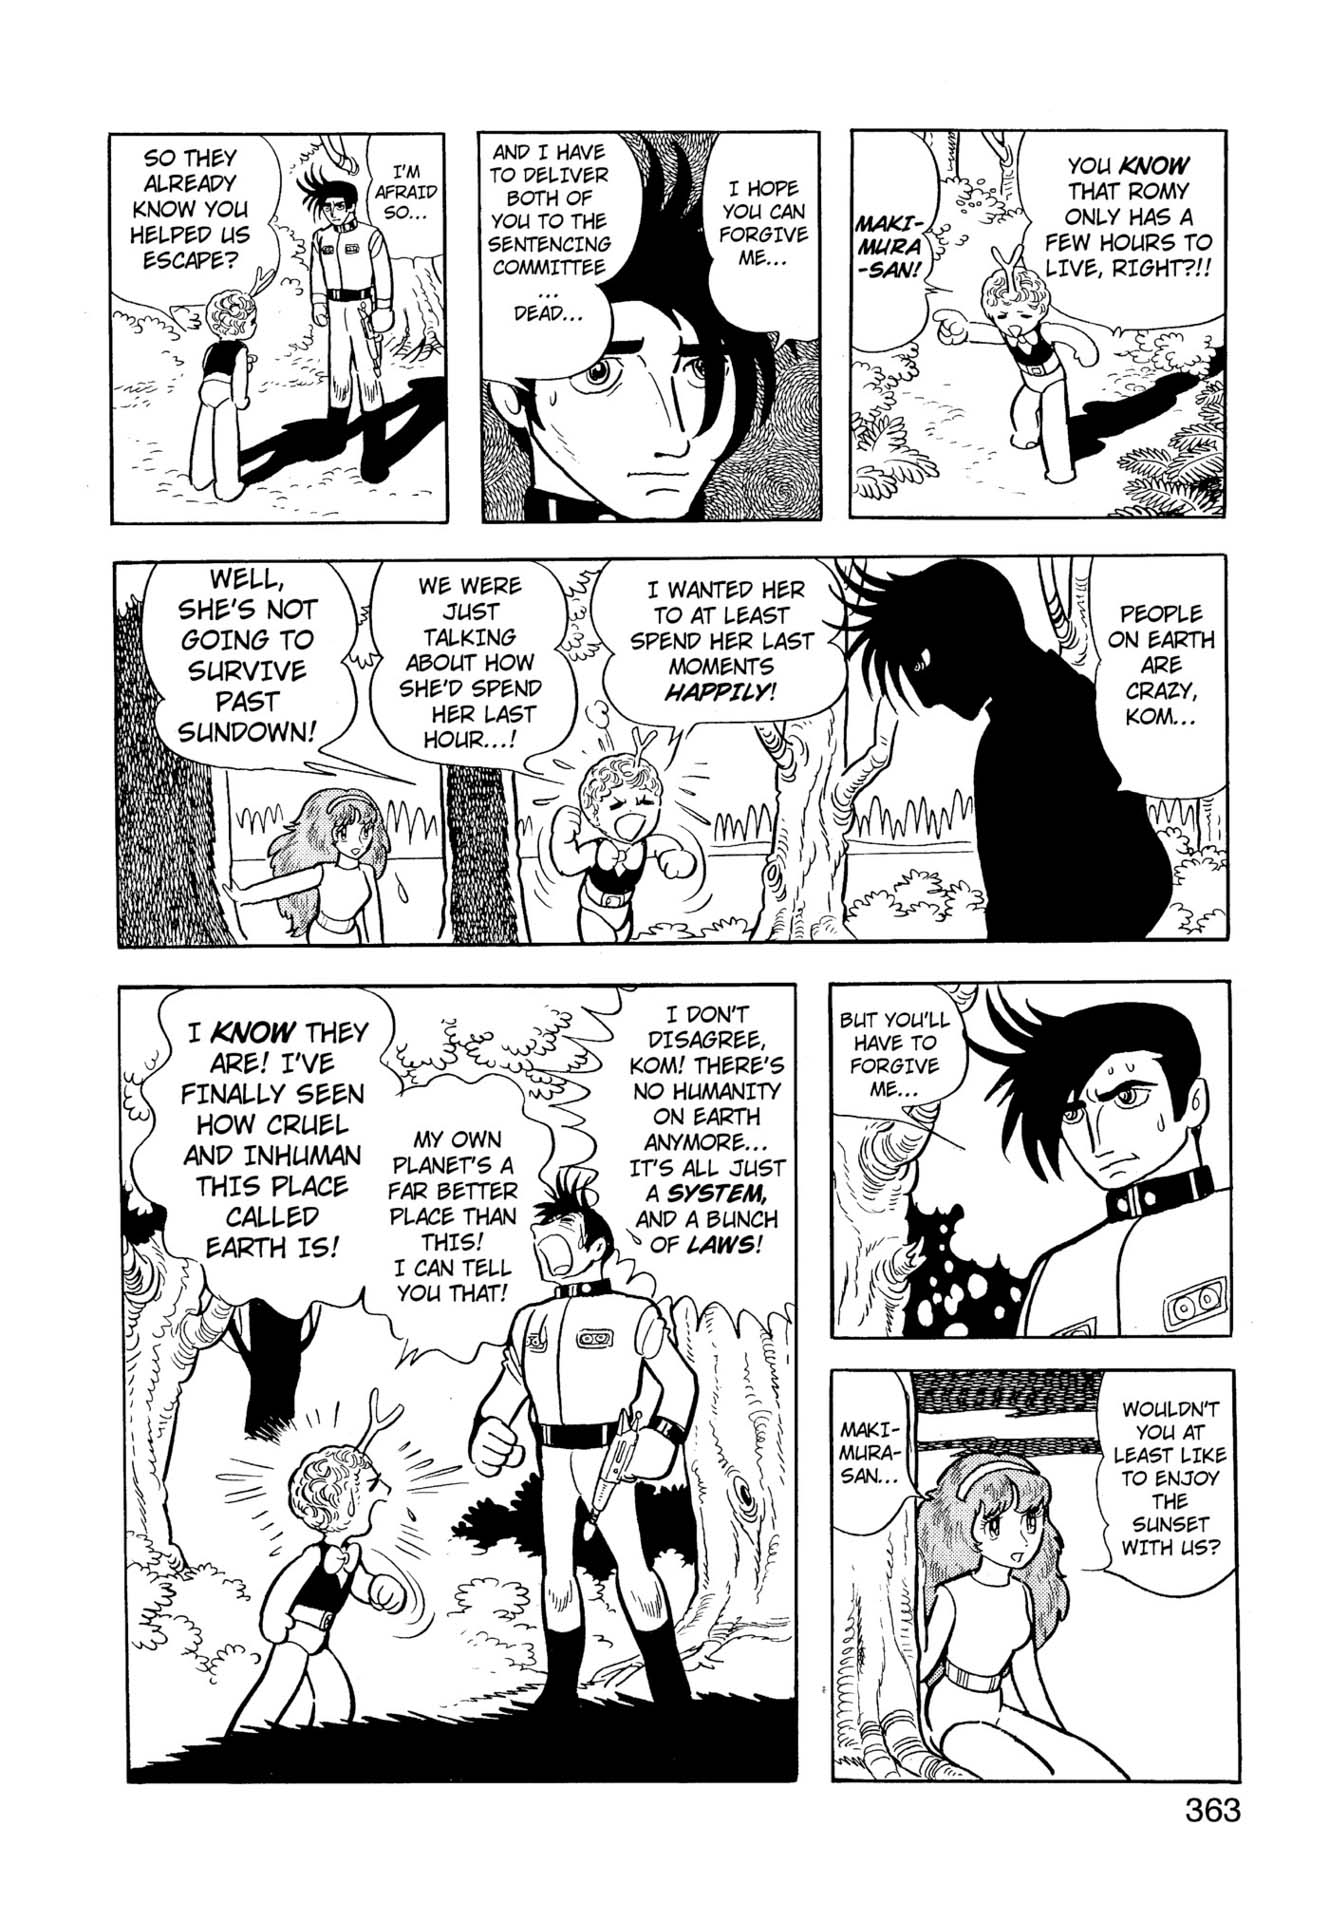 SO THEY
ALREADY
KNOW YOU
HELPED US
ESCAPE?
I'M
AFRAID
SO...
AND I HAVE
TO DELIVER
BOTH OF
YOU TO THE
SENTENCING
COMMITTEE
...
DEAD...
I HOPE
YOU CAN
FORGIVE
ME...
MAKI-
MURA
-SAN!
YOU KNOW
THAT ROMY
ONLY HAS A
FEW HOURS TO
LIVE, RIGHT?!!
WELL,
SHE'S NOT
GOING TO
SURVIVE
PAST
SUNDOWN!
WE WERE
JUST
TALKING
ABOUT HOW
SHE'D SPEND
HER LAST
HOUR...!
I WANTED HER
TO AT LEAST
SPEND HER LAST
MOMENTS
HAPPILY!
PEOPLE
ON EARTH
ARE
CRAZY,
KOM...
I KNOW THEY
ARE! I'VE
FINALLY SEEN
HOW CRUEL
AND INHUMAN
THIS PLACE
CALLED
EARTH IS!
MY OWN
PLANET'S A
FAR BETTER
PLACE THAN
THIS!
I CAN TELL
YOU THAT!
I DON'T
DISAGREE,
KOM! THERE'S
NO HUMANITY
ON EARTH
ANYMORE...
IT'S ALL JUST
A SYSTEM,
AND A BUNCH
OF LAWS!
BUT YOU'LL
HAVE TO
FORGIVE
ME...
MAKI-
MURA-
SAN...
WOULDN'T
YOU AT
LEAST LIKE
TO ENJOY
THE
SUNSET
WITH US?
363